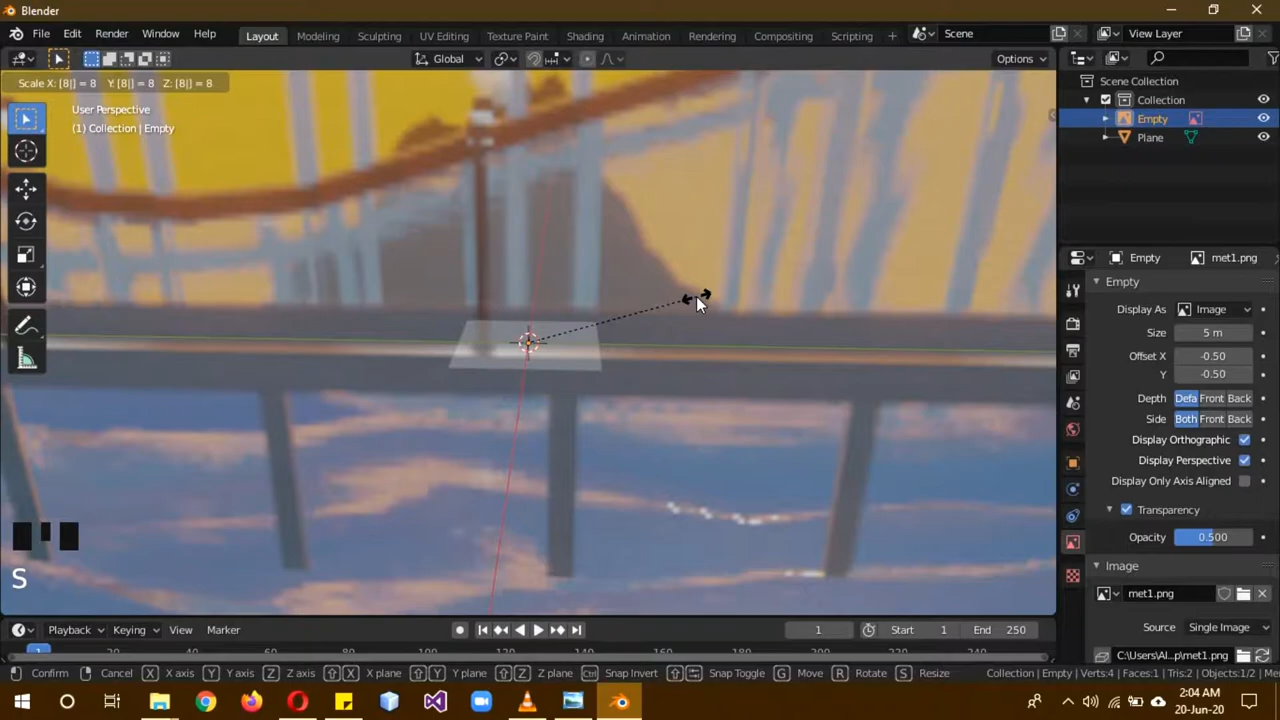 Blender
File Edit Render Window Help Layout Modeling Sculpting UV Editing Texture Paint Shading Animation Rendering Compositing Scripting + Scene View Layer
Global Options
Scale X: [8|] = 8 Y: [8|] = 8 Z: [8|] = 8
User Perspective
(1) Collection | Empty
S
Scene Collection
Collection
Empty
Plane
Empty met1.png
Empty
Display As Image
Size 5 m
Offset X -0.50
Y -0.50
Depth Defa Front Back
Side Both Front Back
Display Orthographic
Display Perspective
Display Only Axis Aligned
Transparency
Opacity 0.500
Image
met1.png
Source Single Image
C:\Users\Al...p\met1.png
Playback Keying View Marker 1 Start 1 End 250
Confirm Cancel X X axis Y Y axis Z Z axis X X plane Y Y plane Z Z plane Ctrl Snap Invert Snap Toggle G Move R Rotate S Resize Collection | Empty | Verts:4 | Faces:1 | Tris:2 | Objects:1/2 |
2:04 AM
20-Jun-20